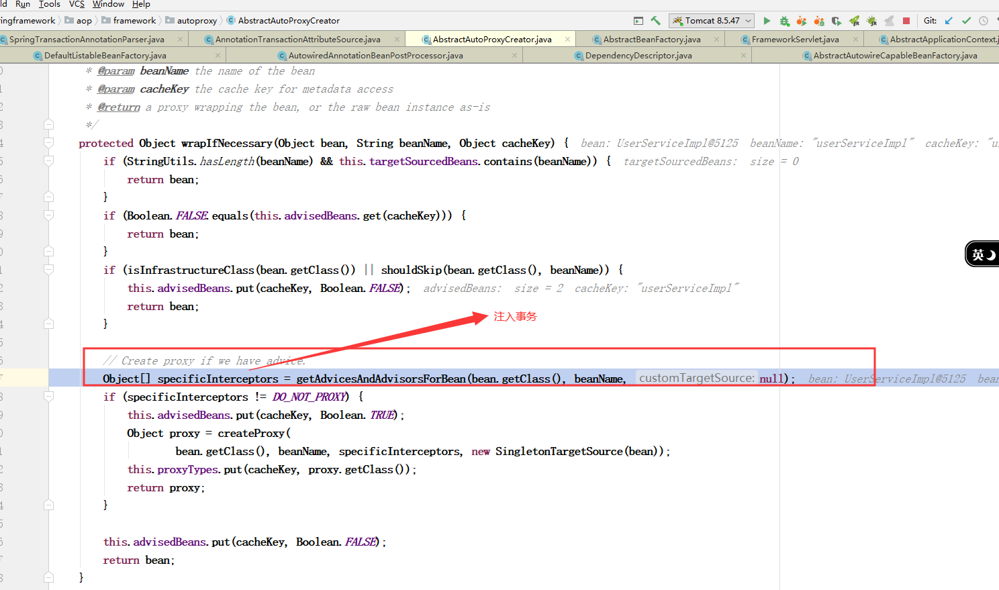 ld Run Tools VCS Window Help
ringframework aop framework autoproxy AbstractAutoProxyCreator Tomcat 8.5.47 Git:
SpringTransactionAnnotationParser.java AnnotationTransactionAttributeSource.java AbstractAutoProxyCreator.java AbstractBeanFactory.java FrameworkServlet.java AbstractApplicationContext.j
DefaultListableBeanFactory.java AutowiredAnnotationBeanPostProcessor.java DependencyDescriptor.java AbstractAutowireCapableBeanFactory.java
* @param beanName the name of the bean
* @param cacheKey the cache key for metadata access
* @return a proxy wrapping the bean, or the raw bean instance as-is
*/
protected Object wrapIfNecessary(Object bean, String beanName, Object cacheKey) { bean: UserServiceImpl@5125 beanName: "userServiceImpl" cacheKey: "us
if (StringUtils.hasLength(beanName) && this.targetSourcedBeans.contains(beanName)) { targetSourcedBeans: size = 0
return bean;
}
if (Boolean.FALSE.equals(this.advisedBeans.get(cacheKey))) {
return bean;
}
if (isInfrastructureClass(bean.getClass()) || shouldSkip(bean.getClass(), beanName)) {
this.advisedBeans.put(cacheKey, Boolean.FALSE); advisedBeans: size = 2 cacheKey: "userServiceImpl"
return bean;
}
注入事务
// Create proxy if we have advice.
Object[] specificInterceptors = getAdvicesAndAdvisorsForBean(bean.getClass(), beanName, customTargetSource: null); bean: UserServiceImpl@5125 bean
if (specificInterceptors != DO_NOT_PROXY) {
this.advisedBeans.put(cacheKey, Boolean.TRUE);
Object proxy = createProxy(
bean.getClass(), beanName, specificInterceptors, new SingletonTargetSource(bean));
this.proxyTypes.put(cacheKey, proxy.getClass());
return proxy;
}
this.advisedBeans.put(cacheKey, Boolean.FALSE);
return bean;
}
英